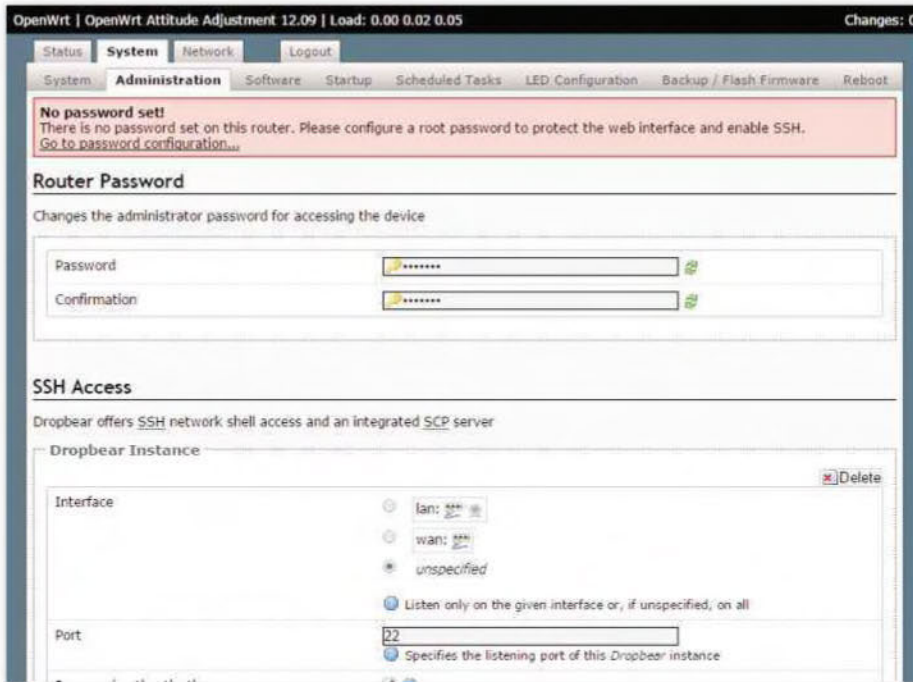 OpenWrt | OpenWrt Attitude Adjustment 12.09 | Load: 0.00 0.02 0.05 Changes: 0
Status System Network Logout
System Administration Software Startup Scheduled Tasks LED Configuration Backup / Flash Firmware Reboot
No password set!
There is no password set on this router. Please configure a root password to protect the web interface and enable SSH.
Go to password configuration...
Router Password
Changes the administrator password for accessing the device
Password •••••••
Confirmation •••••••
SSH Access
Dropbear offers SSH network shell access and an integrated SCP server
Dropbear Instance
Delete
Interface lan:
wan:
unspecified
Listen only on the given interface or, if unspecified, on all
Port 22
Specifies the listening port of this Dropbear instance